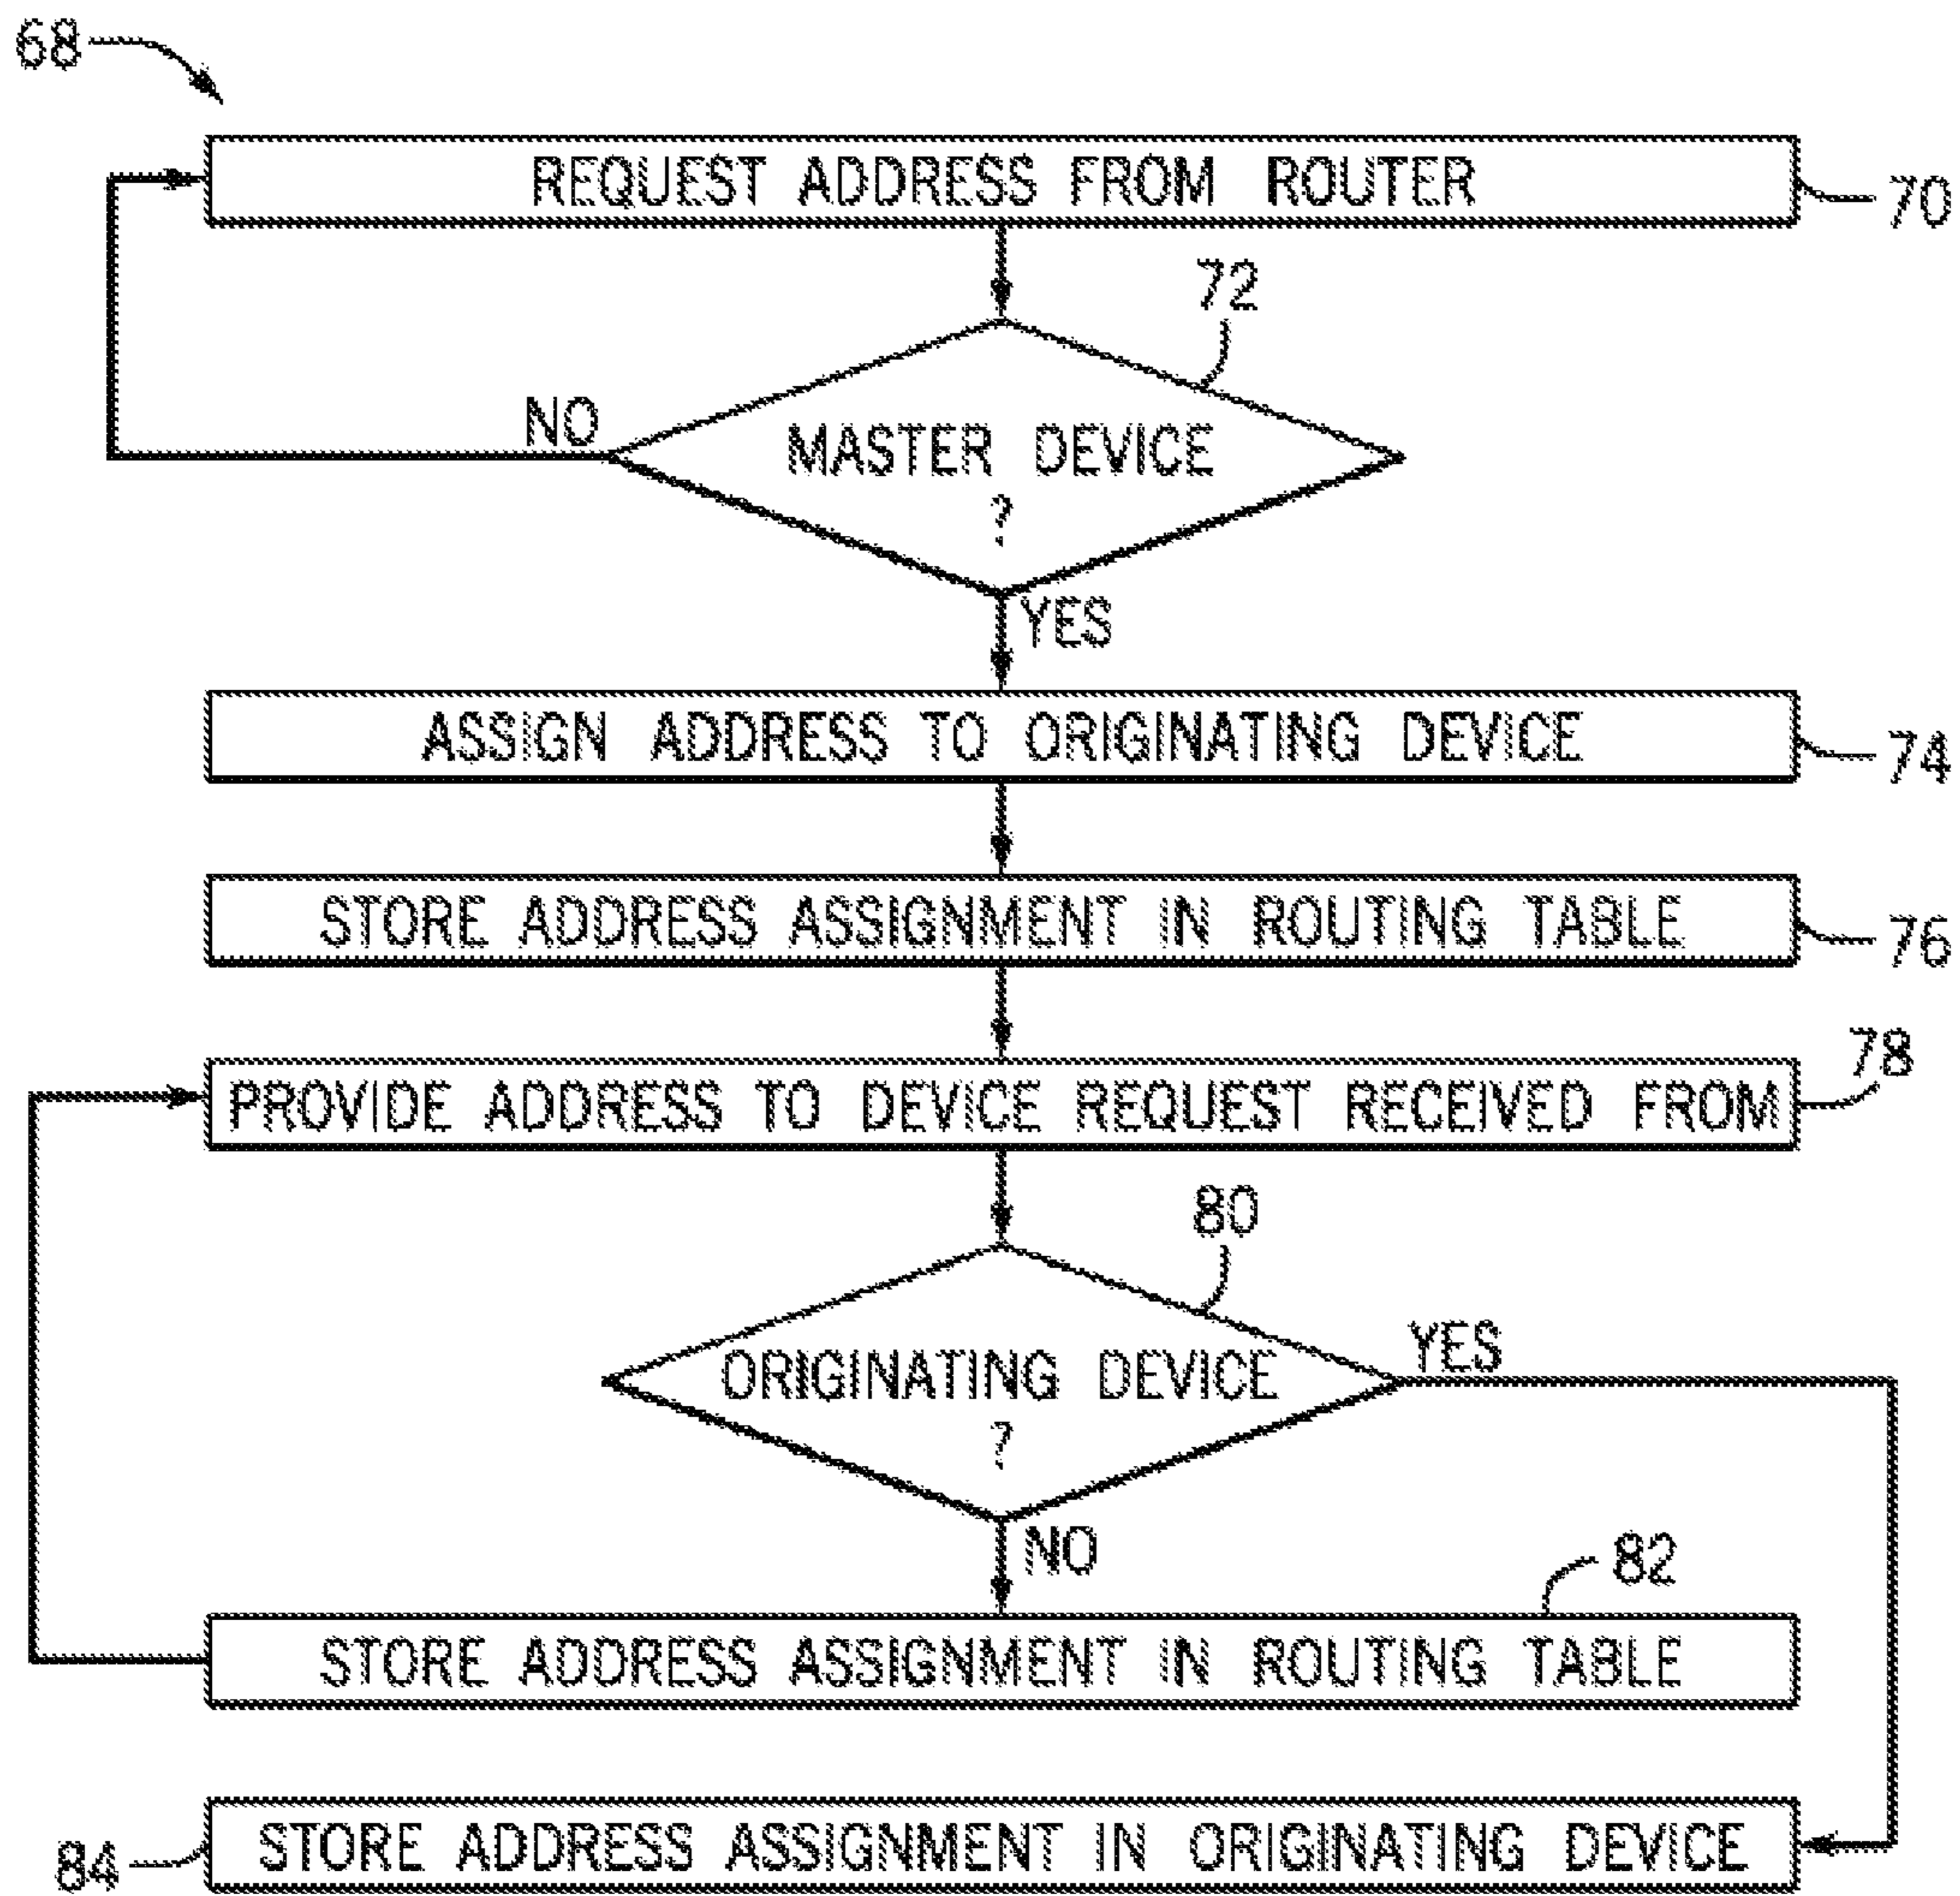 68
REQUEST ADDRESS FROM ROUTER
70
72
MASTER DEVICE
?
NO
YES
ASSIGN ADDRESS TO ORIGINATING DEVICE
74
STORE ADDRESS ASSIGNMENT IN ROUTING TABLE
76
PROVIDE ADDRESS TO DEVICE REQUEST RECEIVED FROM
78
80
ORIGINATING DEVICE
?
YES
NO
82
STORE ADDRESS ASSIGNMENT IN ROUTING TABLE
STORE ADDRESS ASSIGNMENT IN ORIGINATING DEVICE
84